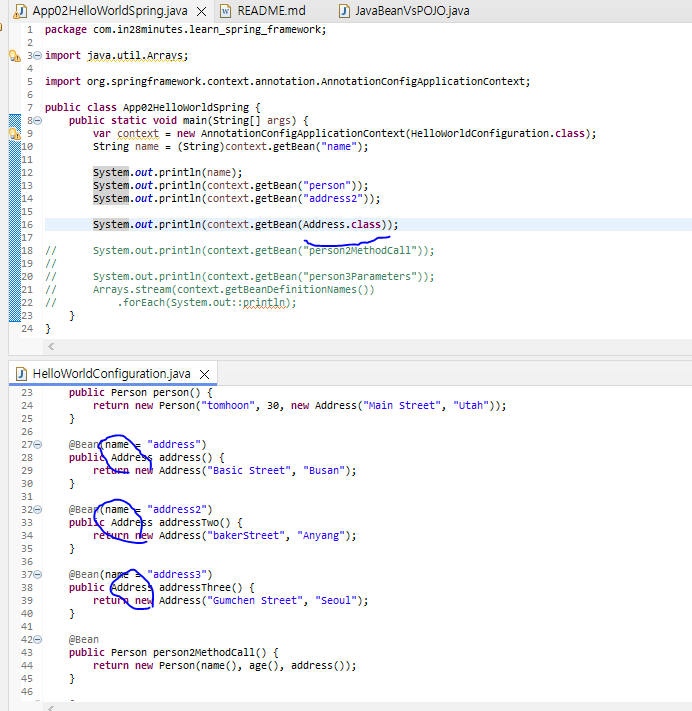 App02HelloWorldSpring.java README.md JavaBeanVsPOJO.java
1 package com.in28minutes.learn_spring_framework;
2
3 import java.util.Arrays;
4
5 import org.springframework.context.annotation.AnnotationConfigApplicationContext;
6
7 public class App02HelloWorldSpring {
8 public static void main(String[] args) {
9 var context = new AnnotationConfigApplicationContext(HelloWorldConfiguration.class);
10 String name = (String)context.getBean("name");
11
12 System.out.println(name);
13 System.out.println(context.getBean("person"));
14 System.out.println(context.getBean("address2"));
15
16 System.out.println(context.getBean(Address.class));
17
18 // System.out.println(context.getBean("person2MethodCall"));
19 //
20 // System.out.println(context.getBean("person3Parameters"));
21 // Arrays.stream(context.getBeanDefinitionNames())
22 // .forEach(System.out::println);
23 }
24 }
HelloWorldConfiguration.java
23 public Person person() {
24 return new Person("tomhoon", 30, new Address("Main Street", "Utah"));
25 }
26
27 @Bean(name = "address")
28 public Address address() {
29 return new Address("Basic Street", "Busan");
30 }
31
32 @Bean(name = "address2")
33 public Address addressTwo() {
34 return new Address("bakerStreet", "Anyang");
35 }
36
37 @Bean(name = "address3")
38 public Address addressThree() {
39 return new Address("Gumchen Street", "Seoul");
40 }
41
42 @Bean
43 public Person person2MethodCall() {
44 return new Person(name(), age(), address());
45 }
46